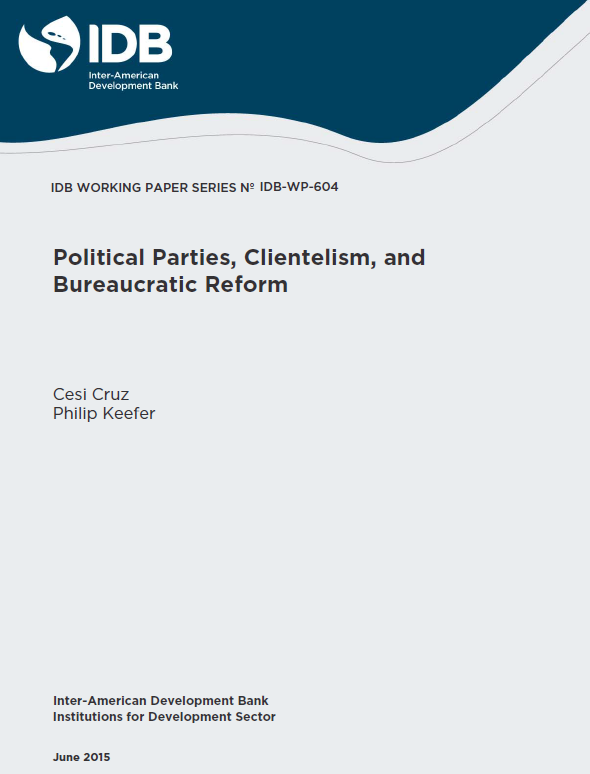 IDB
Inter-American
Development Bank
IDB WORKING PAPER SERIES Nº IDB-WP-604
Political Parties, Clientelism, and
Bureaucratic Reform
Cesi Cruz
Philip Keefer
Inter-American Development Bank
Institutions for Development Sector
June 2015